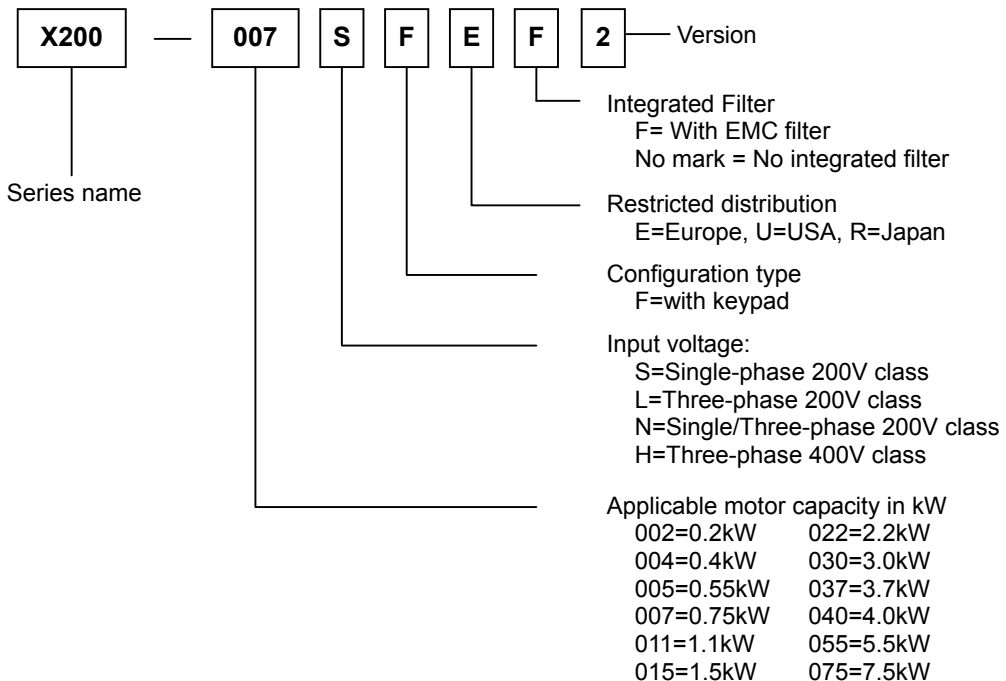 X200 — 007 S F E F 2 Version
Integrated Filter
F= With EMC filter
No mark = No integrated filter
Series name
Restricted distribution
E=Europe, U=USA, R=Japan
Configuration type
F=with keypad
Input voltage:
S=Single-phase 200V class
L=Three-phase 200V class
N=Single/Three-phase 200V class
H=Three-phase 400V class
Applicable motor capacity in kW
002=0.2kW 022=2.2kW
004=0.4kW 030=3.0kW
005=0.55kW 037=3.7kW
007=0.75kW 040=4.0kW
011=1.1kW 055=5.5kW
015=1.5kW 075=7.5kW